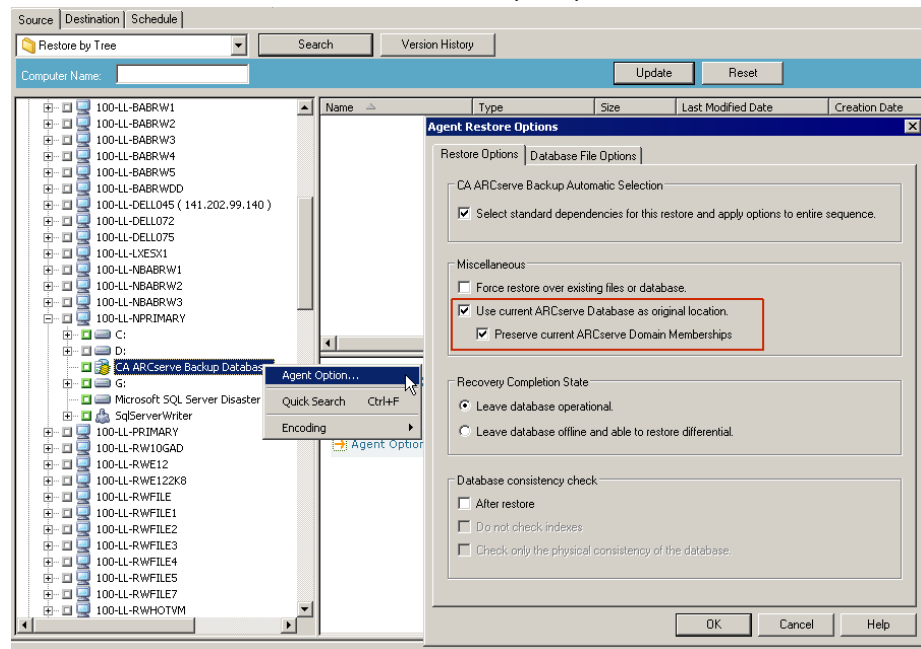 Source Destination Schedule
Restore by Tree Search Version History
Computer Name: Update Reset
Name Type Size Last Modified Date Creation Date
100-LL-BABRW1
100-LL-BABRW2
100-LL-BABRW3
100-LL-BABRW4
100-LL-BABRW5
100-LL-BABRWDD
100-LL-DELL045 ( 141.202.99.140 )
100-LL-DELL072
100-LL-DELL075
100-LL-LXESX1
100-LL-NBABRW1
100-LL-NBABRW2
100-LL-NBABRW3
100-LL-NPRIMARY
C:
D:
CA ARCserve Backup Databas
G:
Microsoft SQL Server Disaster
SqlServerWriter
100-LL-PRIMARY
100-LL-RW10GAD
100-LL-RWE12
100-LL-RWE122K8
100-LL-RWFILE
100-LL-RWFILE1
100-LL-RWFILE2
100-LL-RWFILE3
100-LL-RWFILE4
100-LL-RWFILE5
100-LL-RWFILE7
100-LL-RWHOTVM
Agent Option...
Quick Search Ctrl+F
Encoding
Agent Option
Agent Restore Options
Restore Options Database File Options
CA ARCserve Backup Automatic Selection
Select standard dependencies for this restore and apply options to entire sequence.
Miscellaneous
Force restore over existing files or database.
Use current ARCserve Database as original location.
Preserve current ARCserve Domain Memberships
Recovery Completion State
Leave database operational.
Leave database offline and able to restore differential.
Database consistency check
After restore
Do not check indexes
Check only the physical consistency of the database.
OK Cancel Help